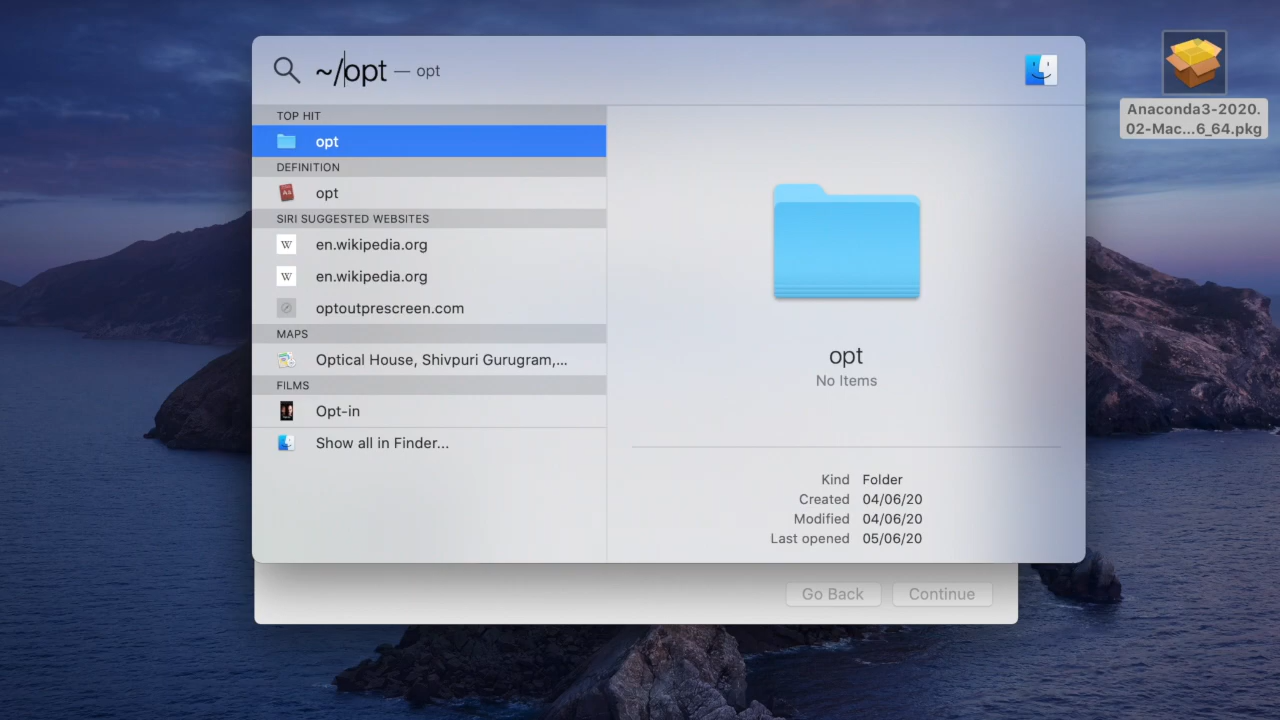 ~/opt — opt
TOP HIT
opt
DEFINITION
opt
SIRI SUGGESTED WEBSITES
en.wikipedia.org
en.wikipedia.org
optoutprescreen.com
MAPS
Optical House, Shivpuri Gurugram,...
FILMS
Opt-in
Show all in Finder...
opt
No Items
Kind Folder
Created 04/06/20
Modified 04/06/20
Last opened 05/06/20
Go Back Continue
Anaconda3-2020.
02-Mac...6_64.pkg